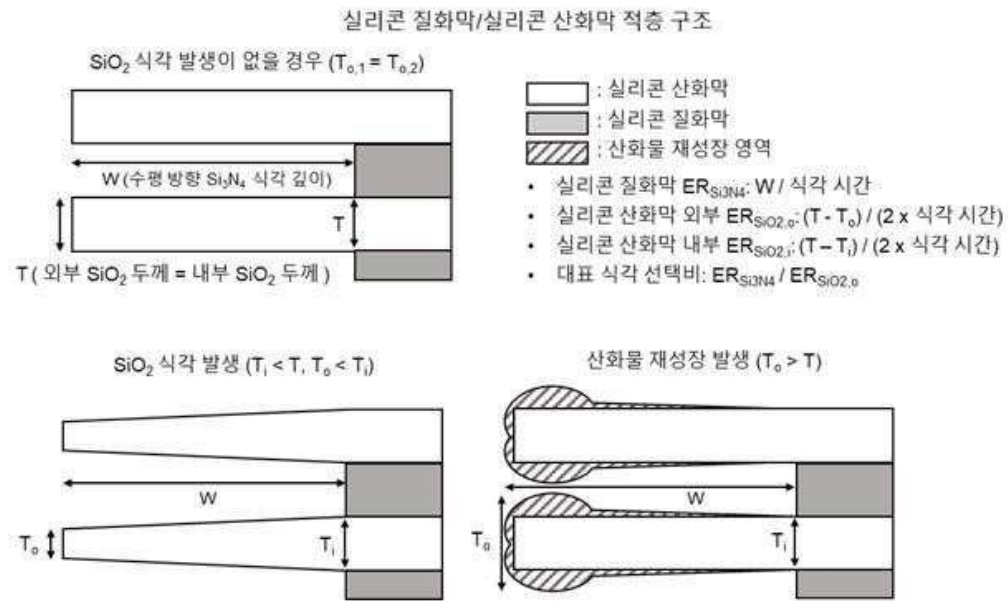 실리콘 질화막/실리콘 산화막 적층 구조
SiO₂ 식각 발생이 없을 경우 (Tₒ,₁ = Tₒ,₂)
W (수평 방향 Si₃N₄ 식각 깊이)
T
T ( 외부 SiO₂ 두께 = 내부 SiO₂ 두께 )
: 실리콘 산화막
: 실리콘 질화막
: 산화물 재성장 영역
• 실리콘 질화막 ER_Si3N4: W / 식각 시간
• 실리콘 산화막 외부 ER_SiO2,o: (T - Tₒ) / (2 x 식각 시간)
• 실리콘 산화막 내부 ER_SiO2,i: (T – Tᵢ) / (2 x 식각 시간)
• 대표 식각 선택비: ER_Si3N4 / ER_SiO2,o
SiO₂ 식각 발생 (Tᵢ < T, Tₒ < Tᵢ)
W
Tₒ
Tᵢ
산화물 재성장 발생 (Tₒ > T)
W
Tₒ
Tᵢ